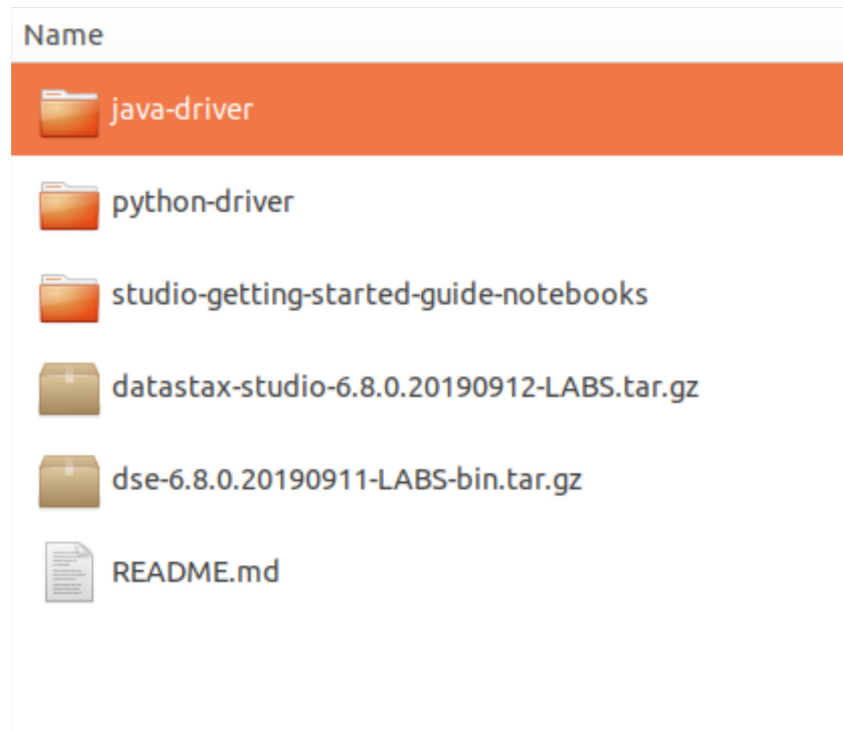 Name
java-driver
python-driver
studio-getting-started-guide-notebooks
datastax-studio-6.8.0.20190912-LABS.tar.gz
dse-6.8.0.20190911-LABS-bin.tar.gz
README.md